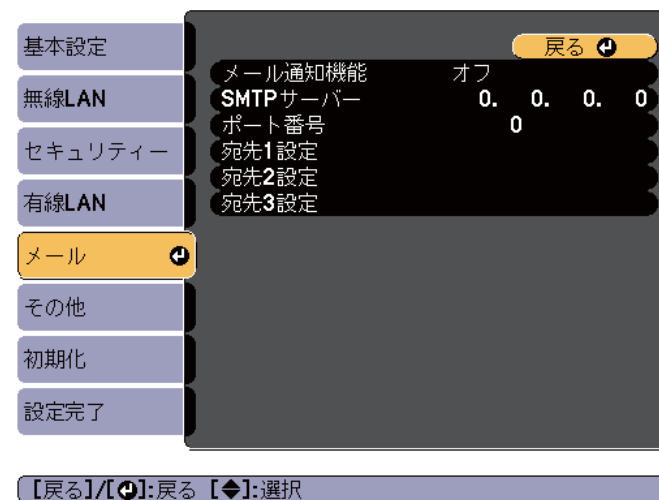 基本設定
無線LAN
セキュリティー
有線LAN
メール
その他
初期化
設定完了
戻る
メール通知機能 オフ
SMTPサーバー 0. 0. 0. 0
ポート番号 0
宛先1設定
宛先2設定
宛先3設定
[戻る]/[⏎]:戻る [◆]:選択